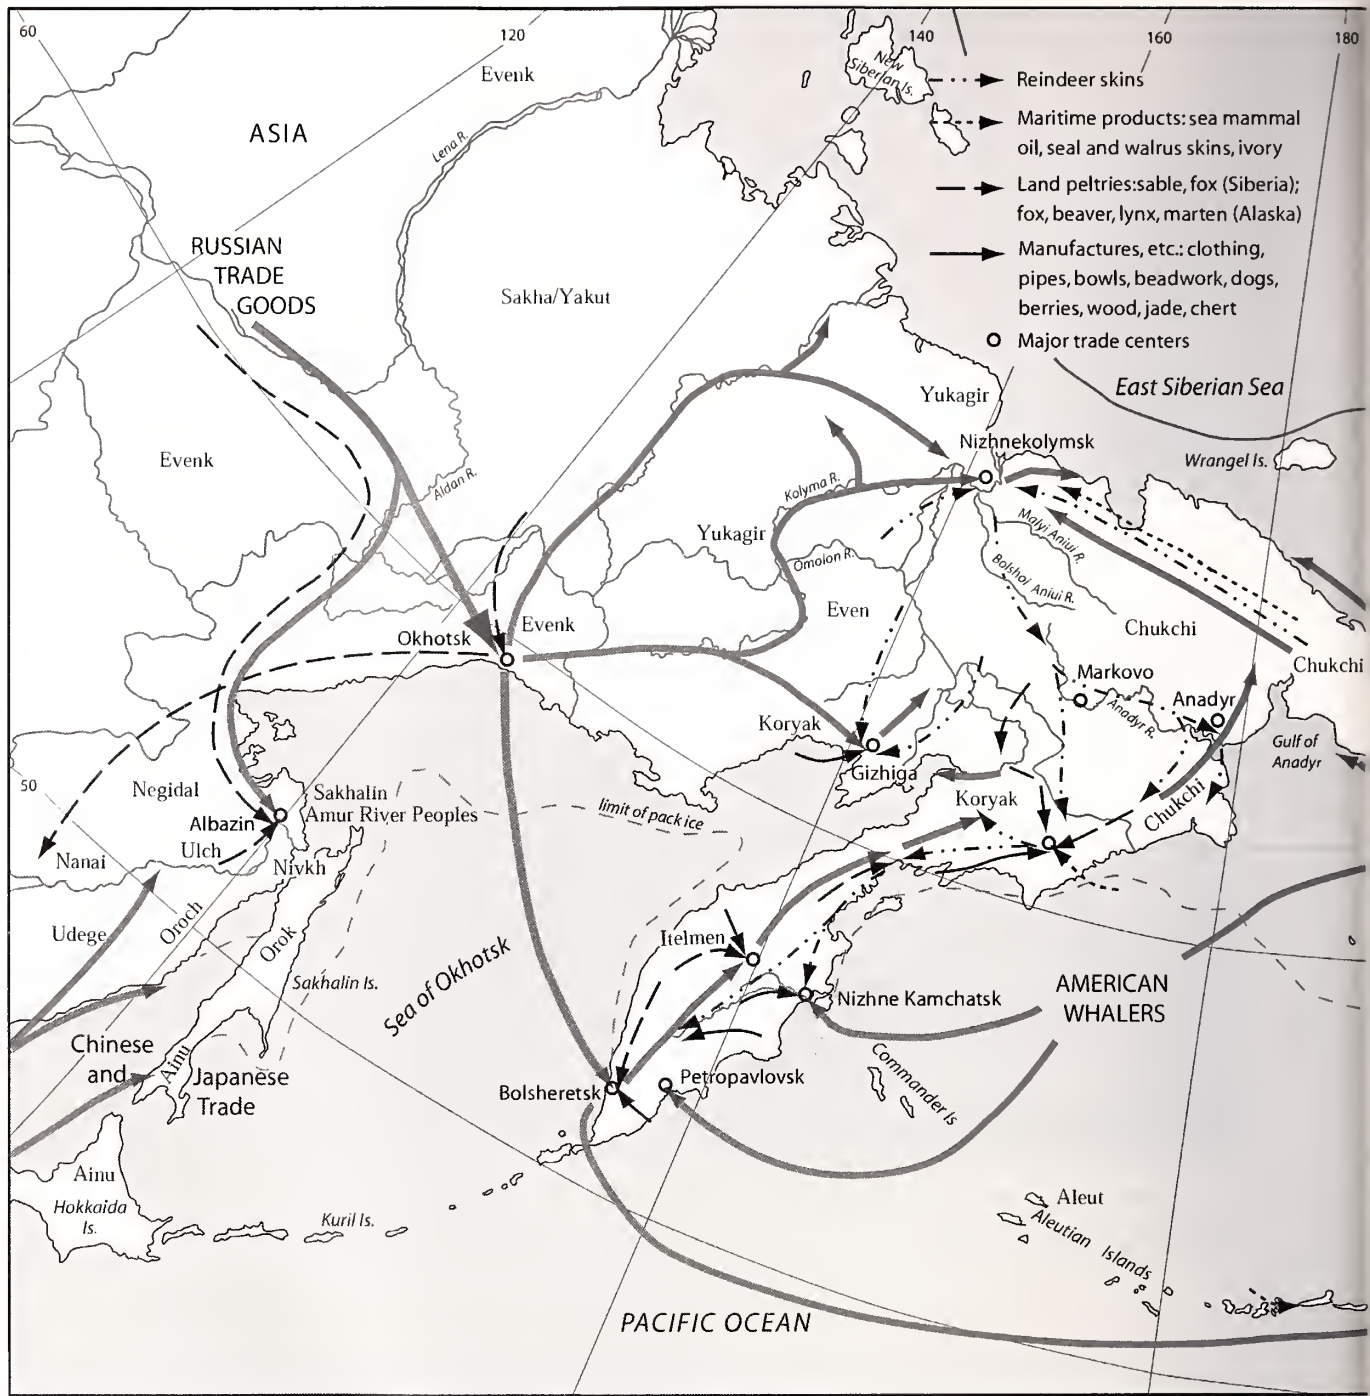 60
120
140
160
180
New
Siberian Is.
Reindeer skins
Maritime products: sea mammal
oil, seal and walrus skins, ivory
Land peltries:sable, fox (Siberia);
fox, beaver, lynx, marten (Alaska)
Manufactures, etc.: clothing,
pipes, bowls, beadwork, dogs,
berries, wood, jade, chert
Major trade centers
Evenk
ASIA
Lena R.
RUSSIAN
TRADE
GOODS
Sakha/Yakut
East Siberian Sea
Yukagir
Nizhnekolymsk
Wrangel Is.
Evenk
Aldan R.
Kolyma R.
Yukagir
Omolon R.
Malyi Aniui R.
Bolshoi Aniui R.
Even
Evenk
Okhotsk
Chukchi
Chukchi
Markovo
Anadyr
Anadyr R.
Koryak
Gulf of
Anadyr
Gizhiga
50
Negidal
Sakhalin
Amur River Peoples
limit of pack ice
Koryak
Chukchi
Albazin
Ulch
Nanai
Nivkh
Udege
Oroch
Orok
Itelmen
Sakhalin Is.
Sea of Okhotsk
AMERICAN
WHALERS
Nizhne Kamchatsk
Chinese
and
Ainu
Japanese
Trade
Bolsheretsk
Petropavlovsk
Commander Is
Ainu
Hokkaida
Is.
Kuril Is.
Aleut
Aleutian Islands
PACIFIC OCEAN